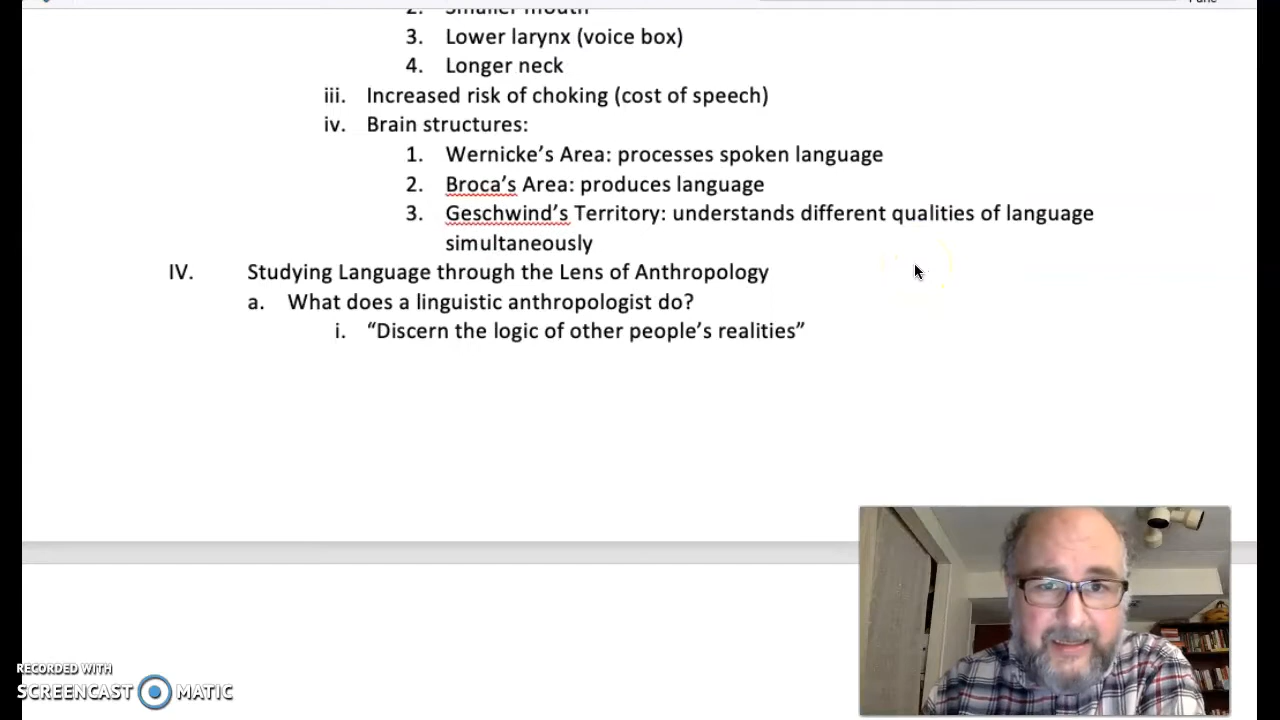 2. Smaller mouth
3. Lower larynx (voice box)
4. Longer neck
iii. Increased risk of choking (cost of speech)
iv. Brain structures:
1. Wernicke’s Area: processes spoken language
2. Broca’s Area: produces language
3. Geschwind’s Territory: understands different qualities of language
simultaneously
IV. Studying Language through the Lens of Anthropology
a. What does a linguistic anthropologist do?
i. “Discern the logic of other people’s realities”
RECORDED WITH
SCREENCAST MATIC